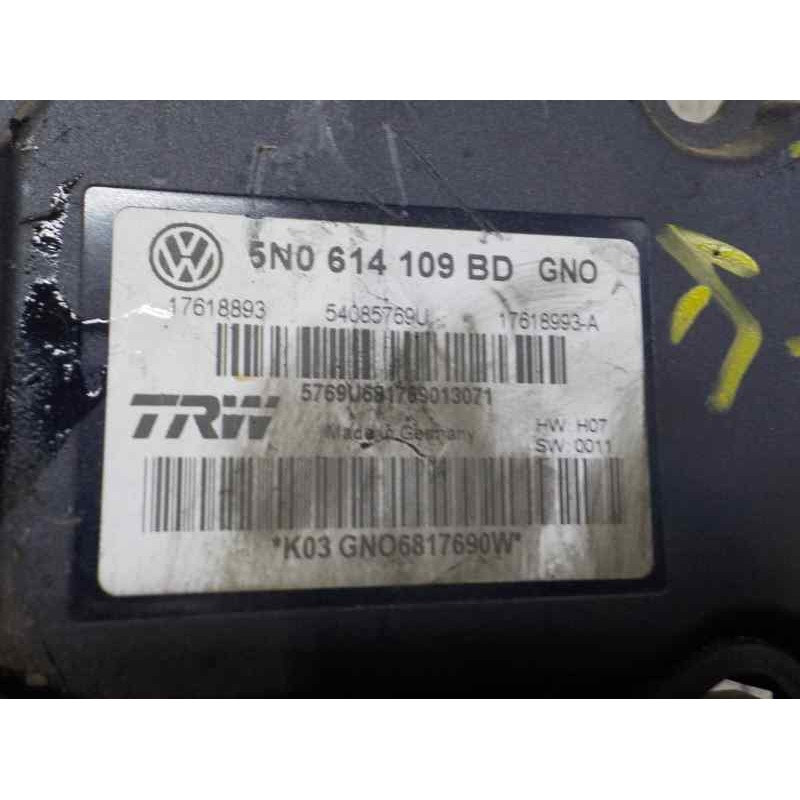 5N0 614 109 BD GNO
17618893 54085769U 17618993-A
5769U681769013071
TRW Made in Germany HW H07
SW 0011
*K03 GNO6817690W*